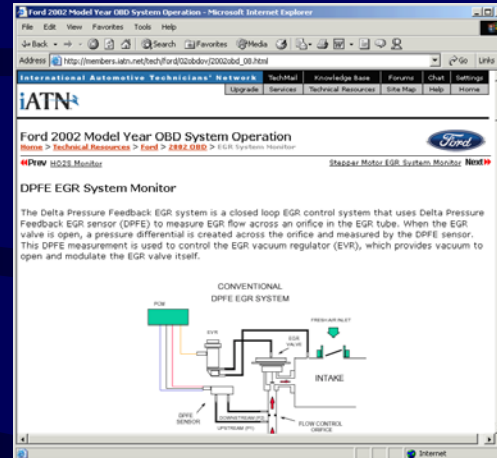 Ford 2002 Model Year OBD System Operation - Microsoft Internet Explorer
File Edit View Favorites Tools Help
Back Search Favorites Media
Address http://members.iatn.net/tech/ford/02obdov/2002obd_08.html Go Links
International Automotive Technicians' Network TechMail Knowledge Base Forums Chat Settings
Upgrade Services Technical Resources Site Map Help Home
iATN
Ford 2002 Model Year OBD System Operation
Ford
Home > Technical Resources > Ford > 2002 OBD > EGR System Monitor
Prev HO2S Monitor Stepper Motor EGR System Monitor Next
DPFE EGR System Monitor
The Delta Pressure Feedback EGR system is a closed loop EGR control system that uses Delta Pressure
Feedback EGR sensor (DPFE) to measure EGR flow across an orifice in the EGR tube. When the EGR
valve is open, a pressure differential is created across the orifice and measured by the DPFE sensor.
This DPFE measurement is used to control the EGR vacuum regulator (EVR), which provides vacuum to
open and modulate the EGR valve itself.
CONVENTIONAL
DPFE EGR SYSTEM
PCM
FRESH AIR INLET
EVR
EGR
VALVE
INTAKE
DPFE
SENSOR
DOWNSTREAM (P2)
UPSTREAM (P1)
FLOW CONTROL
ORIFICE
Internet